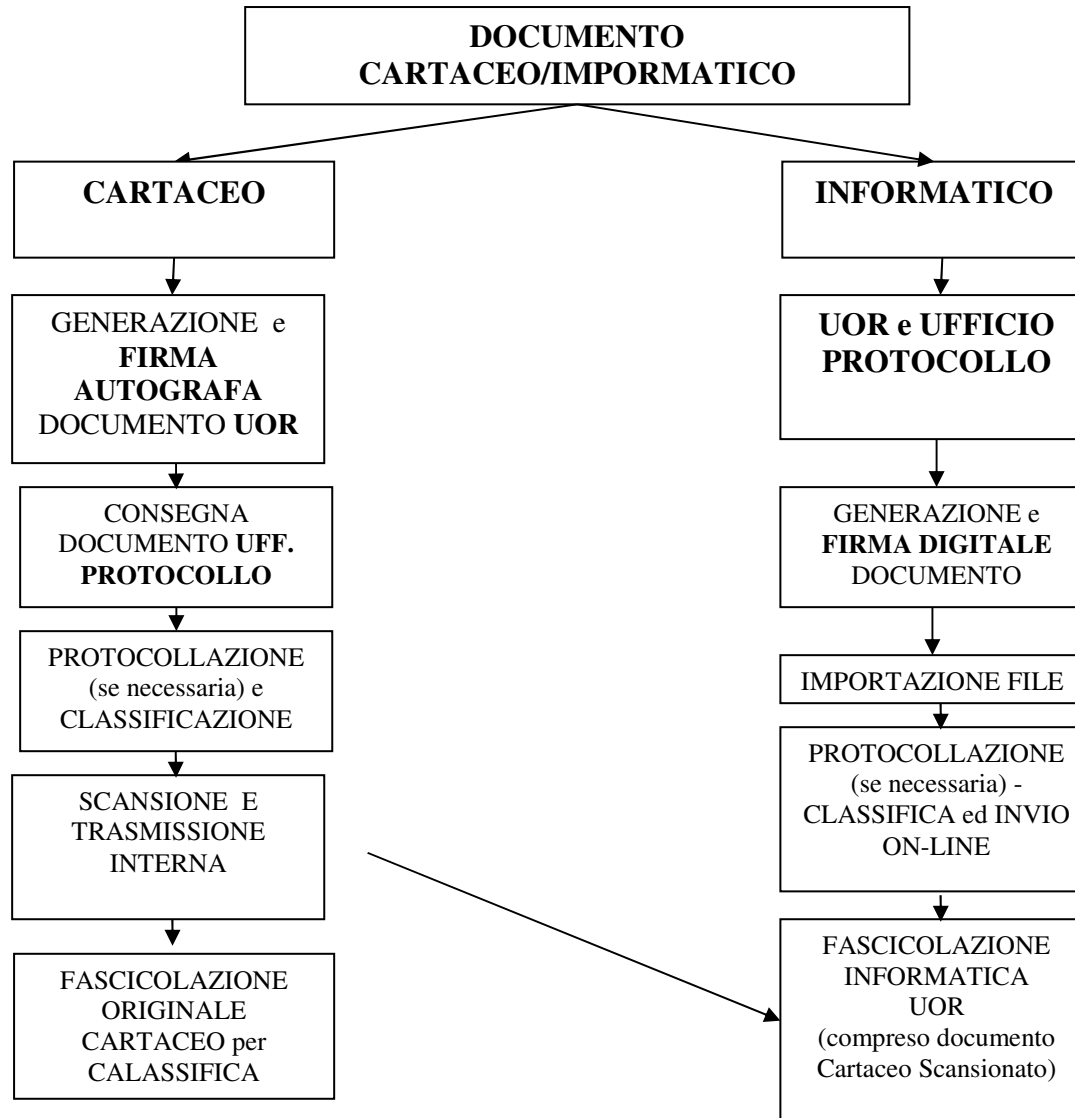 DOCUMENTO
CARTACEO/IMPORMATICO
CARTACEO
GENERAZIONE e
FIRMA
AUTOGRAFA
DOCUMENTO UOR
CONSEGNA
DOCUMENTO UFF.
PROTOCOLLO
PROTOCOLLAZIONE
(se necessaria) e
CLASSIFICAZIONE
SCANSIONE E
TRASMISSIONE
INTERNA
FASCICOLAZIONE
ORIGINALE
CARTACEO per
CALASSIFICA
INFORMATICO
UOR e UFFICIO
PROTOCOLLO
GENERAZIONE e
FIRMA DIGITALE
DOCUMENTO
IMPORTAZIONE FILE
PROTOCOLLAZIONE
(se necessaria) -
CLASSIFICA ed INVIO
ON-LINE
FASCICOLAZIONE
INFORMATICA
UOR
(compreso documento
Cartaceo Scansionato)